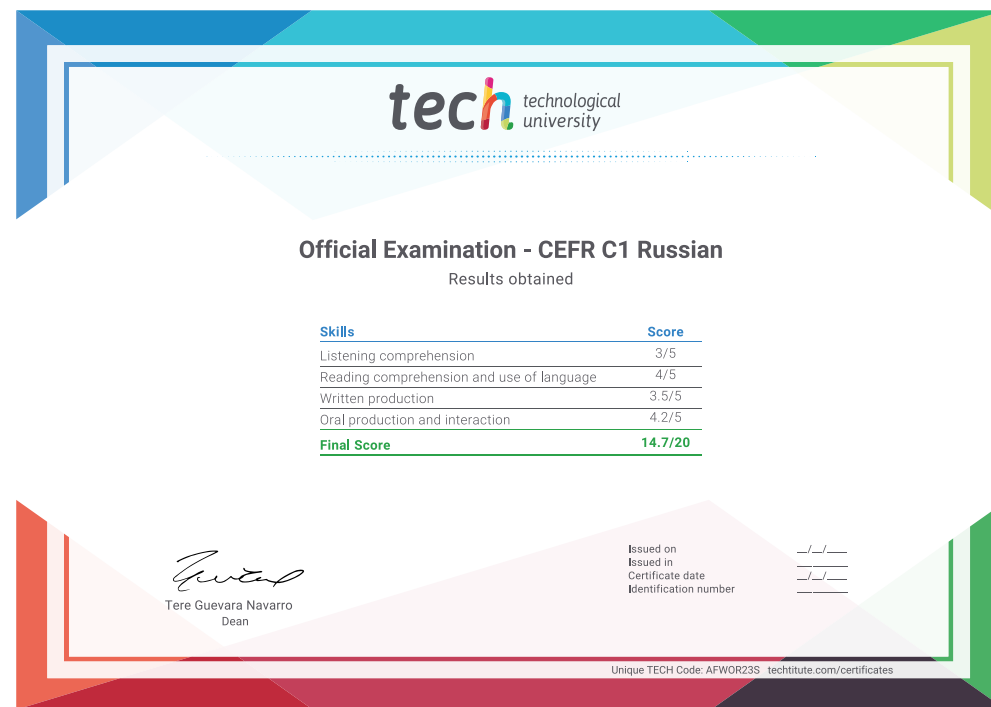 tech technological
university
Official Examination - CEFR C1 Russian
Results obtained
Skills Score
Listening comprehension 3/5
Reading comprehension and use of language 4/5
Written production 3.5/5
Oral production and interaction 4.2/5
Final Score 14.7/20
Tere Guevara Navarro
Dean
Issued on __/__/____
Issued in ________
Certificate date __/__/____
Identification number ________
Unique TECH Code: AFWOR23S techtitute.com/certificates